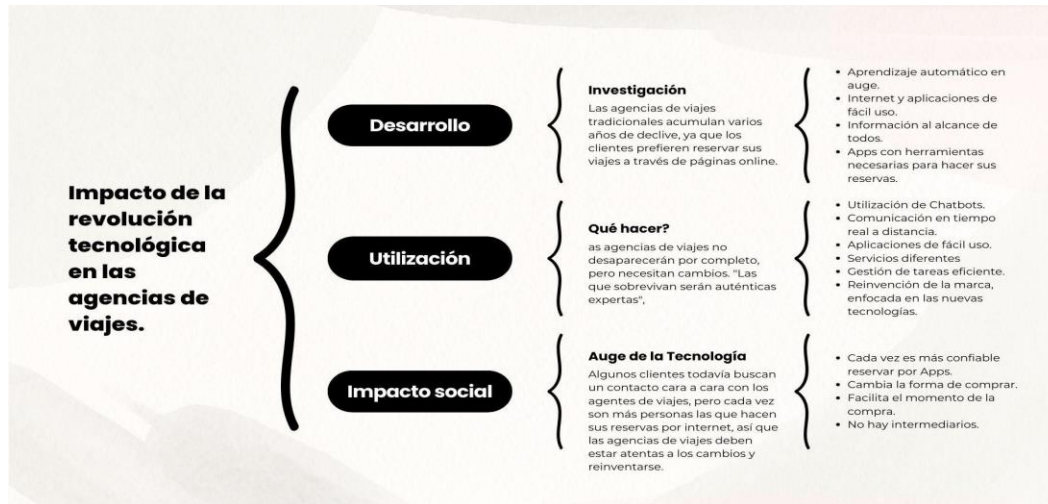 Impacto de la
revolución
tecnológica
en las
agencias de
viajes.
Desarrollo
Investigación
Las agencias de viajes
tradicionales acumulan varios
años de declive, ya que los
clientes prefieren reservar sus
viajes a través de páginas online.
• Aprendizaje automático en
auge.
• Internet y aplicaciones de
fácil uso.
• Información al alcance de
todos.
• Apps con herramientas
necesarias para hacer sus
reservas.
Utilización
Qué hacer?
as agencias de viajes no
desaparecerán por completo,
pero necesitan cambios. "Las
que sobrevivan serán auténticas
expertas",
• Utilización de Chatbots.
• Comunicación en tiempo
real a distancia.
• Aplicaciones de fácil uso.
• Servicios diferentes
• Gestión de tareas eficiente.
• Reinvención de la marca,
enfocada en las nuevas
tecnologías.
Impacto social
Auge de la Tecnología
Algunos clientes todavía buscan
un contacto cara a cara con los
agentes de viajes, pero cada vez
son más personas las que hacen
sus reservas por internet, así que
las agencias de viajes deben
estar atentas a los cambios y
reinventarse.
• Cada vez es más confiable
reservar por Apps.
• Cambia la forma de comprar.
• Facilita el momento de la
compra.
• No hay intermediarios.